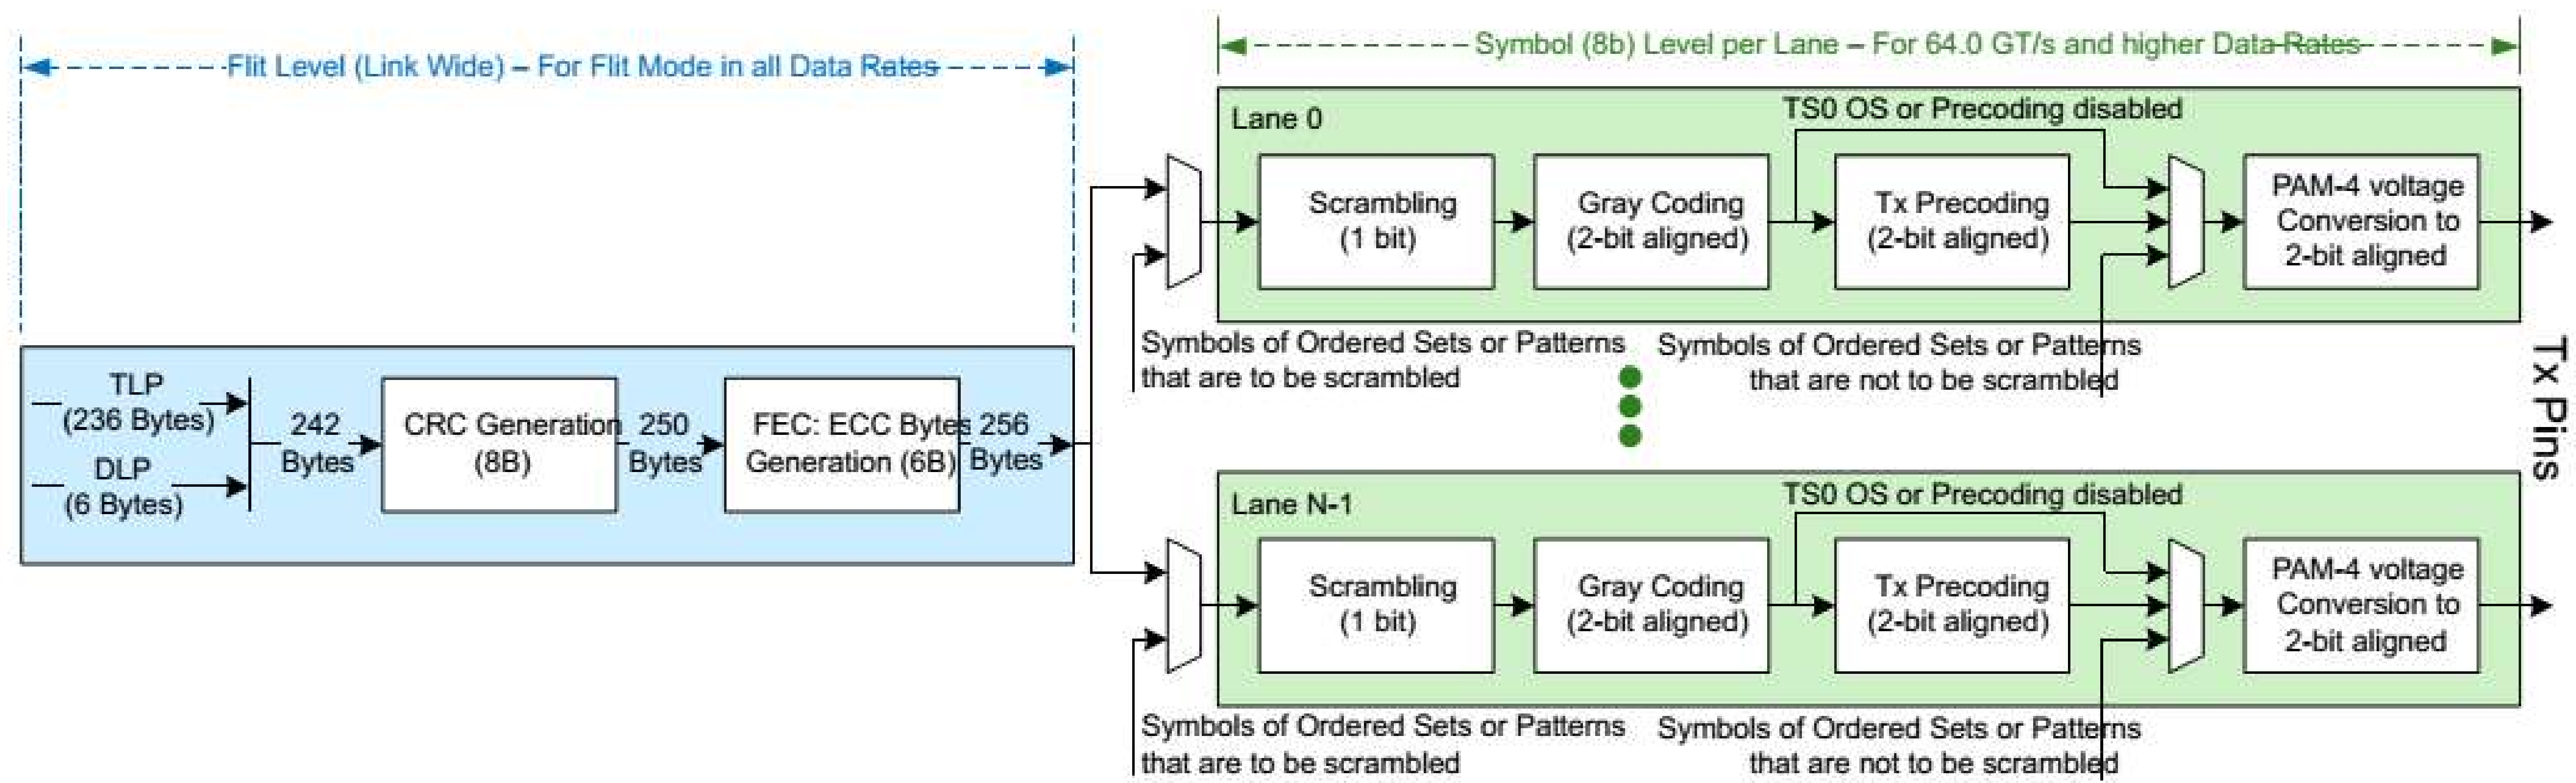 Flit Level (Link Wide) – For Flit Mode in all Data Rates
Symbol (8b) Level per Lane – For 64.0 GT/s and higher Data Rates
TLP
(236 Bytes)
DLP
(6 Bytes)
242
Bytes
CRC Generation
(8B)
250
Bytes
FEC: ECC Bytes
Generation (6B)
256
Bytes
Lane 0
TS0 OS or Precoding disabled
Scrambling
(1 bit)
Gray Coding
(2-bit aligned)
Tx Precoding
(2-bit aligned)
PAM-4 voltage
Conversion to
2-bit aligned
Symbols of Ordered Sets or Patterns
that are to be scrambled
Symbols of Ordered Sets or Patterns
that are not to be scrambled
Lane N-1
TS0 OS or Precoding disabled
Scrambling
(1 bit)
Gray Coding
(2-bit aligned)
Tx Precoding
(2-bit aligned)
PAM-4 voltage
Conversion to
2-bit aligned
Symbols of Ordered Sets or Patterns
that are to be scrambled
Symbols of Ordered Sets or Patterns
that are not to be scrambled
Tx Pins